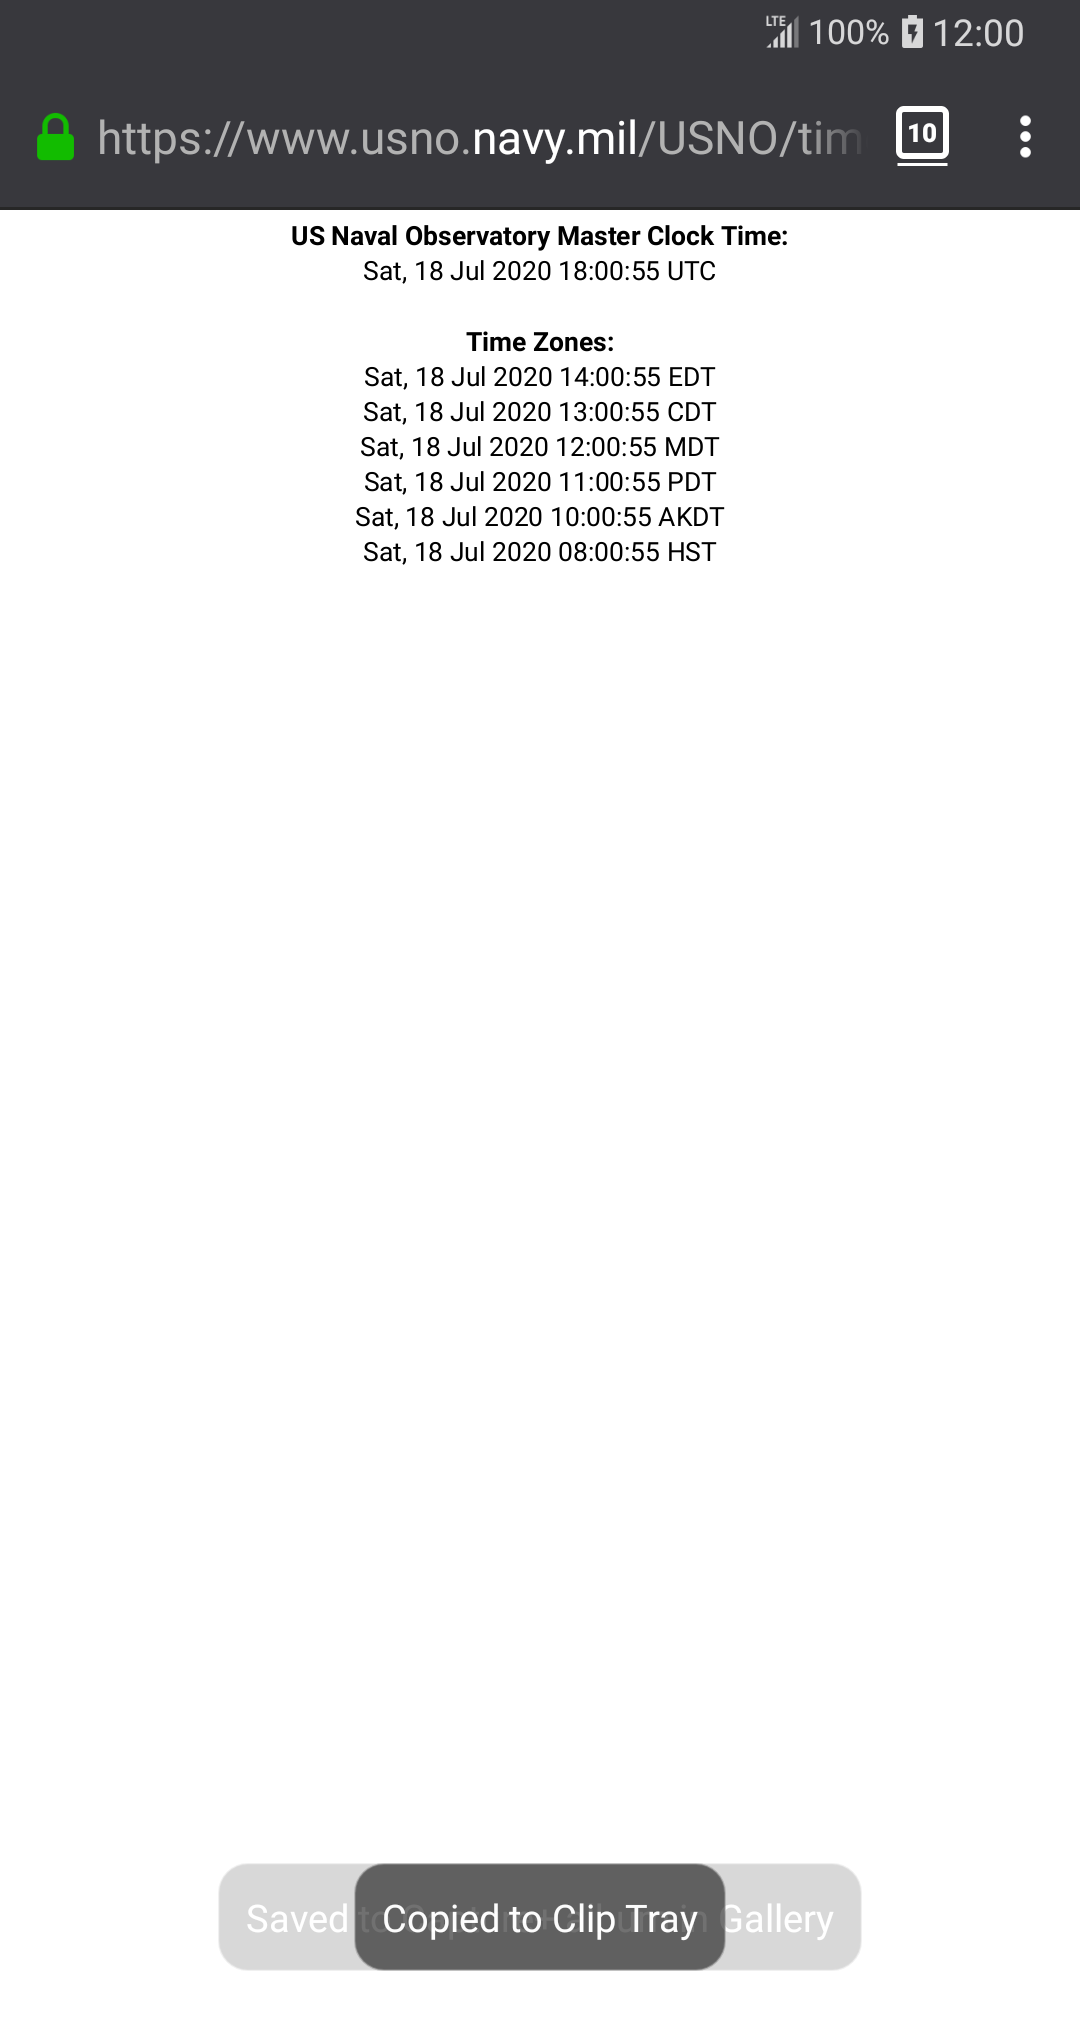 LTE 100% 12:00
https://www.usno.navy.mil/USNO/tim
10
US Naval Observatory Master Clock Time:
Sat, 18 Jul 2020 18:00:55 UTC
Time Zones:
Sat, 18 Jul 2020 14:00:55 EDT
Sat, 18 Jul 2020 13:00:55 CDT
Sat, 18 Jul 2020 12:00:55 MDT
Sat, 18 Jul 2020 11:00:55 PDT
Sat, 18 Jul 2020 10:00:55 AKDT
Sat, 18 Jul 2020 08:00:55 HST
Saved to Gallery
Copied to Clip Tray